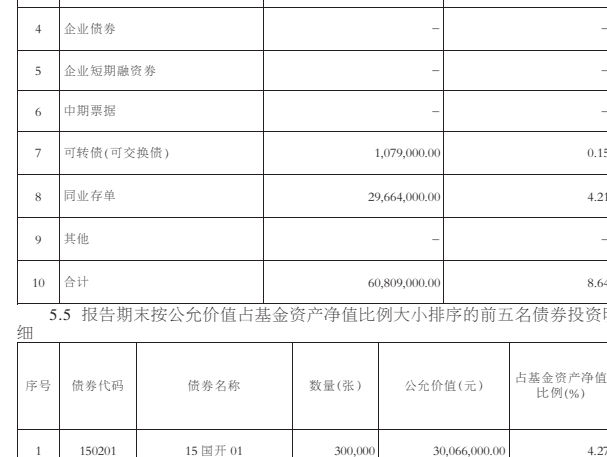 4 企业债券 – –
5 企业短期融资券 – –
6 中期票据 – –
7 可转债(可交换债) 1,079,000.00 0.15
8 同业存单 29,664,000.00 4.21
9 其他 – –
10 合计 60,809,000.00 8.64
5.5 报告期末按公允价值占基金资产净值比例大小排序的前五名债券投资明
细
序号 债券代码 债券名称 数量(张) 公允价值(元) 占基金资产净值
比例(%)
1 150201 15 国开 01 300,000 30,066,000.00 4.27